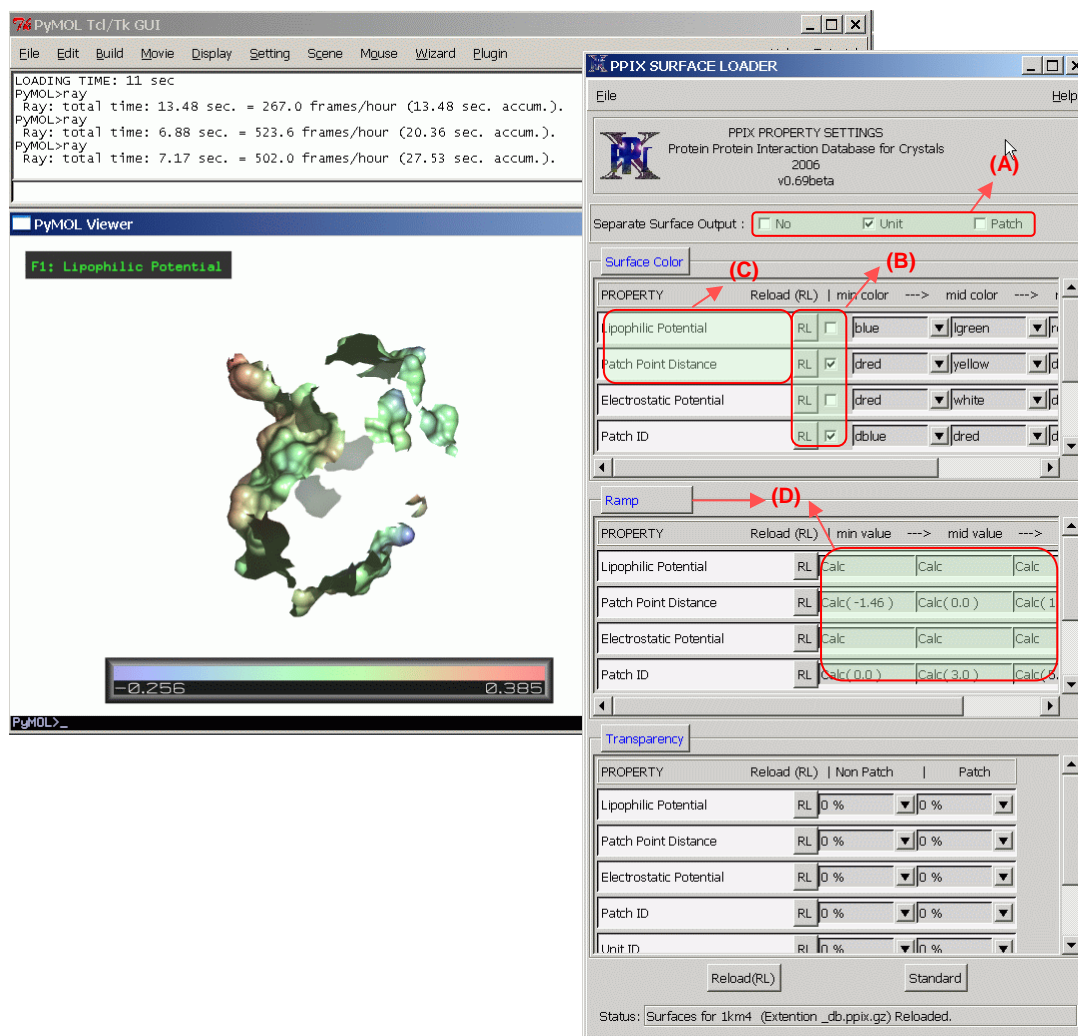 PyMOL Tcl/Tk GUI
File Edit Build Movie Display Setting Scene Mouse Wizard Plugin
LOADING TIME: 11 sec
PyMOL>ray
Ray: total time: 13.48 sec. = 267.0 frames/hour (13.48 sec accum.).
PyMOL>ray
Ray: total time: 6.88 sec. = 523.6 frames/hour (20.36 sec accum.).
PyMOL>ray
Ray: total time: 7.17 sec. = 502.0 frames/hour (27.53 sec accum.).
PyMOL Viewer
F1: Lipophilic Potential
-0.256 0.385
PyMOL>_
PPIX SURFACE LOADER
File Help
PPIX PROPERTY SETTINGS
Protein Protein Interaction Database for Crystals
2006
v0.69beta
(A)
Separate Surface Output : No Unit Patch
Surface Color
(C) (B)
PROPERTY Reload (RL) | min color ---> mid color --->
Lipophilic Potential RL blue lgreen
Patch Point Distance RL dred yellow
Electrostatic Potential RL dred white
Patch ID RL dblue dred
Ramp (D)
PROPERTY Reload (RL) | min value ---> mid value --->
Lipophilic Potential RL Calc Calc Calc
Patch Point Distance RL Calc( -1.46 ) Calc( 0.0 ) Calc( 1
Electrostatic Potential RL Calc Calc Calc
Patch ID RL Calc( 0.0 ) Calc( 3.0 ) Calc( 5.
Transparency
PROPERTY Reload (RL) | Non Patch | Patch
Lipophilic Potential RL 0 % 0 %
Patch Point Distance RL 0 % 0 %
Electrostatic Potential RL 0 % 0 %
Patch ID RL 0 % 0 %
Unit ID RL 0 % 0 %
Reload(RL) Standard
Status: Surfaces for 1km4 (Extention _db.ppix.gz) Reloaded.